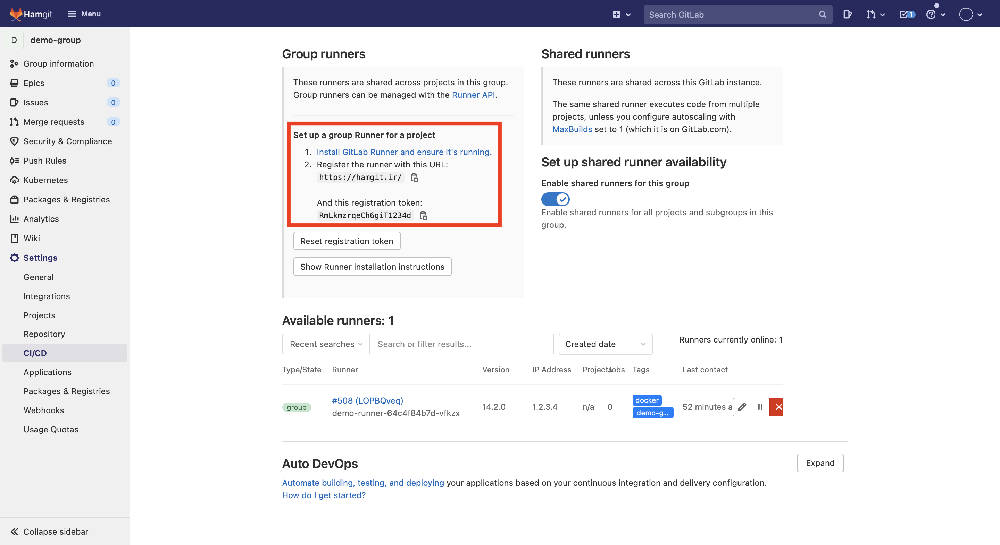 Hamgit
Menu
Search GitLab
1
D
demo-group
Group information
Epics 0
Issues 0
Merge requests 0
Security & Compliance
Push Rules
Kubernetes
Packages & Registries
Analytics
Wiki
Settings
General
Integrations
Projects
Repository
CI/CD
Applications
Packages & Registries
Webhooks
Usage Quotas
Collapse sidebar
Group runners
These runners are shared across projects in this group.
Group runners can be managed with the Runner API.
Set up a group Runner for a project
1. Install GitLab Runner and ensure it's running.
2. Register the runner with this URL:
https://hamgit.ir/
And this registration token:
RmLkmzrqeCh6giT1234d
Reset registration token
Show Runner installation instructions
Shared runners
These runners are shared across this GitLab instance.
The same shared runner executes code from multiple
projects, unless you configure autoscaling with
MaxBuilds set to 1 (which it is on GitLab.com).
Set up shared runner availability
Enable shared runners for this group
Enable shared runners for all projects and subgroups in this
group.
Available runners: 1
Recent searches
Search or filter results...
Created date
Runners currently online: 1
Type/State Runner Version IP Address Projects Jobs Tags Last contact
group
#508 (LOPBQveq)
demo-runner-64c4f84b7d-vfkzx
14.2.0
1.2.3.4
n/a
0
docker
demo-g...
52 minutes a
Auto DevOps
Expand
Automate building, testing, and deploying your applications based on your continuous integration and delivery configuration.
How do I get started?